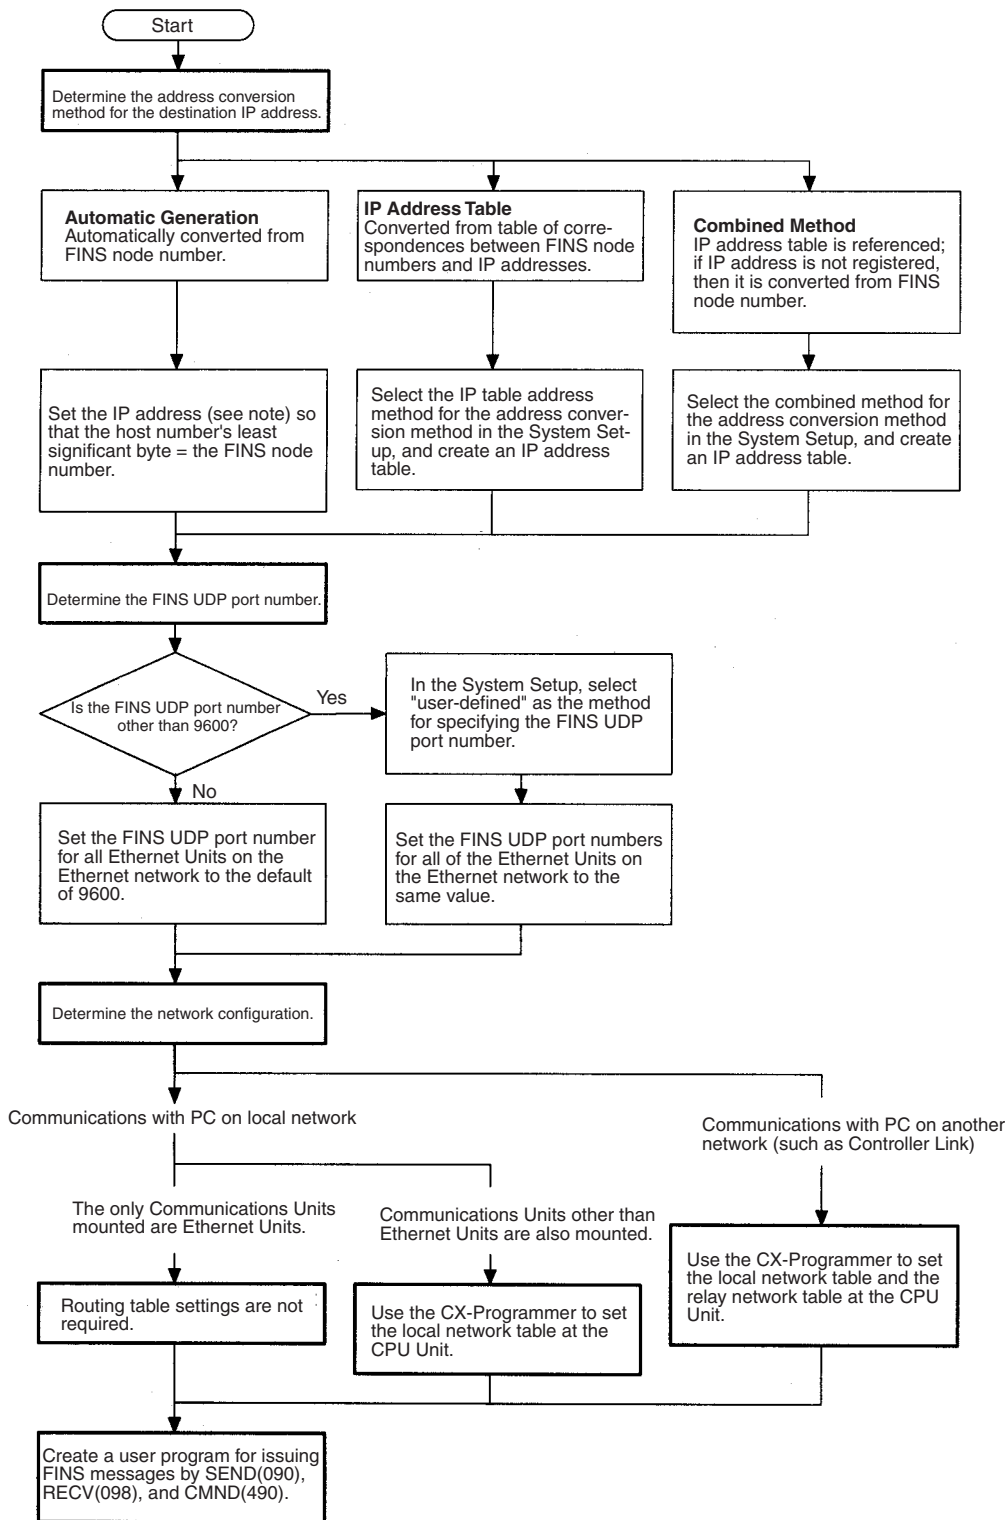 Start
Determine the address conversion
method for the destination IP address.
Automatic Generation
Automatically converted from
FINS node number.
IP Address Table
Converted from table of corre-
spondences between FINS node
numbers and IP addresses.
Combined Method
IP address table is referenced;
if IP address is not registered,
then it is converted from FINS
node number.
Set the IP address (see note) so
that the host number's least
significant byte = the FINS node
number.
Select the IP table address
method for the address conver-
sion method in the System Set-
up, and create an IP address
table.
Select the combined method for
the address conversion method
in the System Setup, and create
an IP address table.
Determine the FINS UDP port number.
Is the FINS UDP port number
other than 9600?
Yes
In the System Setup, select
"user-defined" as the method
for specifying the FINS UDP
port number.
No
Set the FINS UDP port number
for all Ethernet Units on the
Ethernet network to the default
of 9600.
Set the FINS UDP port numbers
for all of the Ethernet Units on
the Ethernet network to the
same value.
Determine the network configuration.
Communications with PC on local network
Communications with PC on another
network (such as Controller Link)
The only Communications Units
mounted are Ethernet Units.
Communications Units other than
Ethernet Units are also mounted.
Routing table settings are not
required.
Use the CX-Programmer to set
the local network table at the
CPU Unit.
Use the CX-Programmer to set
the local network table and the
relay network table at the CPU
Unit.
Create a user program for issuing
FINS messages by SEND(090),
RECV(098), and CMND(490).